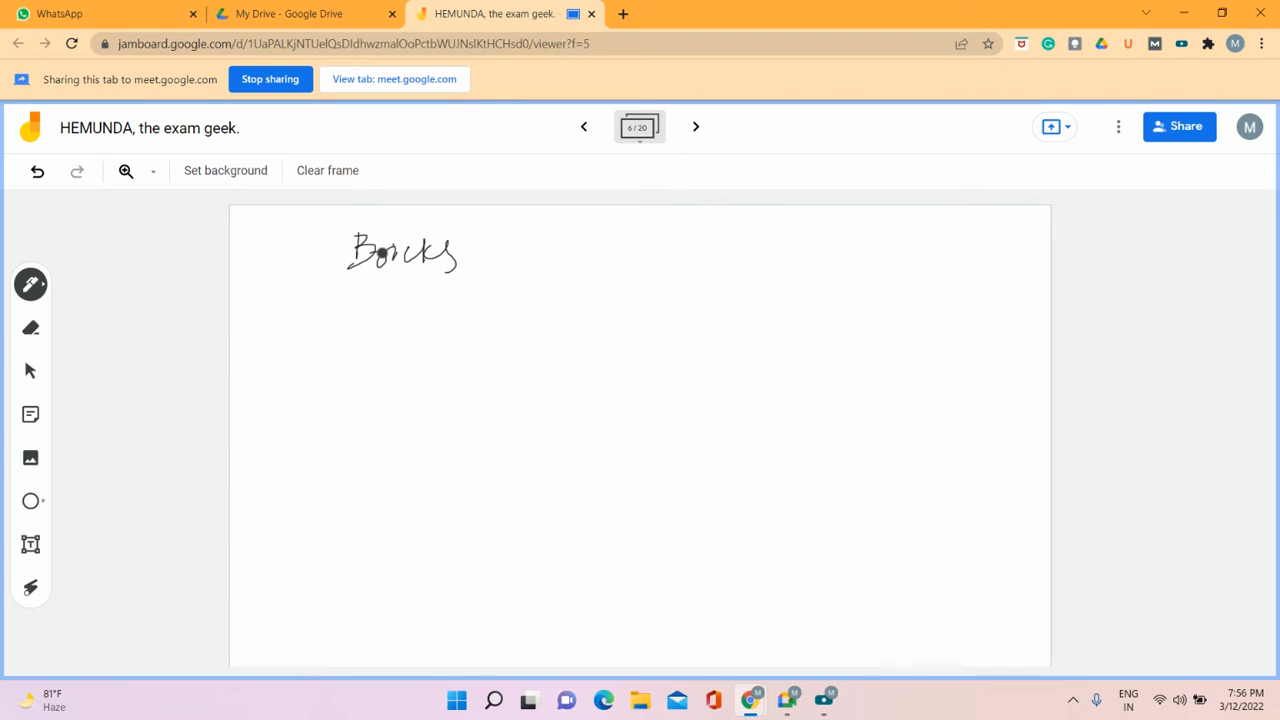 WhatsApp
My Drive - Google Drive
HEMUNDA, the exam geek.
jamboard.google.com/d/1UaPALKjNTUelQsDIdhwzmalOoPctbWUJNslKtHCHsd0/viewer?f=5
Sharing this tab to meet.google.com
Stop sharing
View tab: meet.google.com
HEMUNDA, the exam geek.
6 / 20
Share
M
Set background
Clear frame
81°F
Haze
ENG
IN
7:56 PM
3/12/2022